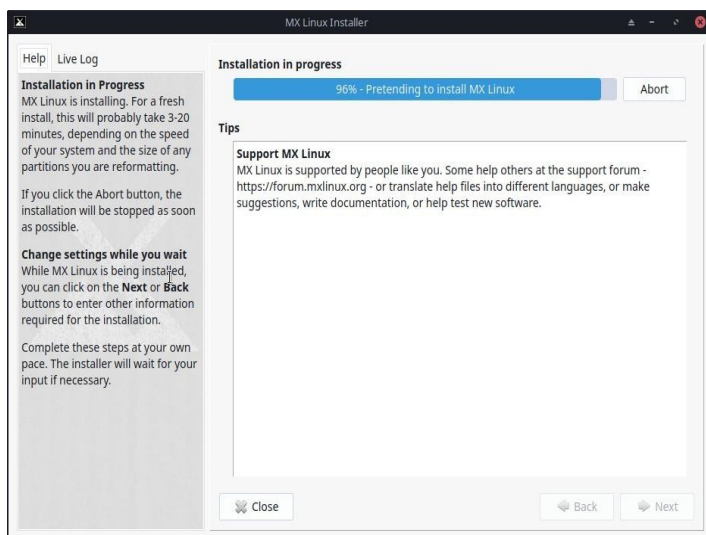 MX Linux Installer
Help
Live Log
Installation in Progress
MX Linux is installing. For a fresh
install, this will probably take 3-20
minutes, depending on the speed
of your system and the size of any
partitions you are reformatting.
If you click the Abort button, the
installation will be stopped as soon
as possible.
Change settings while you wait
While MX Linux is being installed,
you can click on the Next or Back
buttons to enter other information
required for the installation.
Complete these steps at your own
pace. The installer will wait for your
input if necessary.
Installation in progress
96% - Pretending to install MX Linux
Abort
Tips
Support MX Linux
MX Linux is supported by people like you. Some help others at the support forum -
https://forum.mxlinux.org - or translate help files into different languages, or make
suggestions, write documentation, or help test new software.
Close
Back
Next